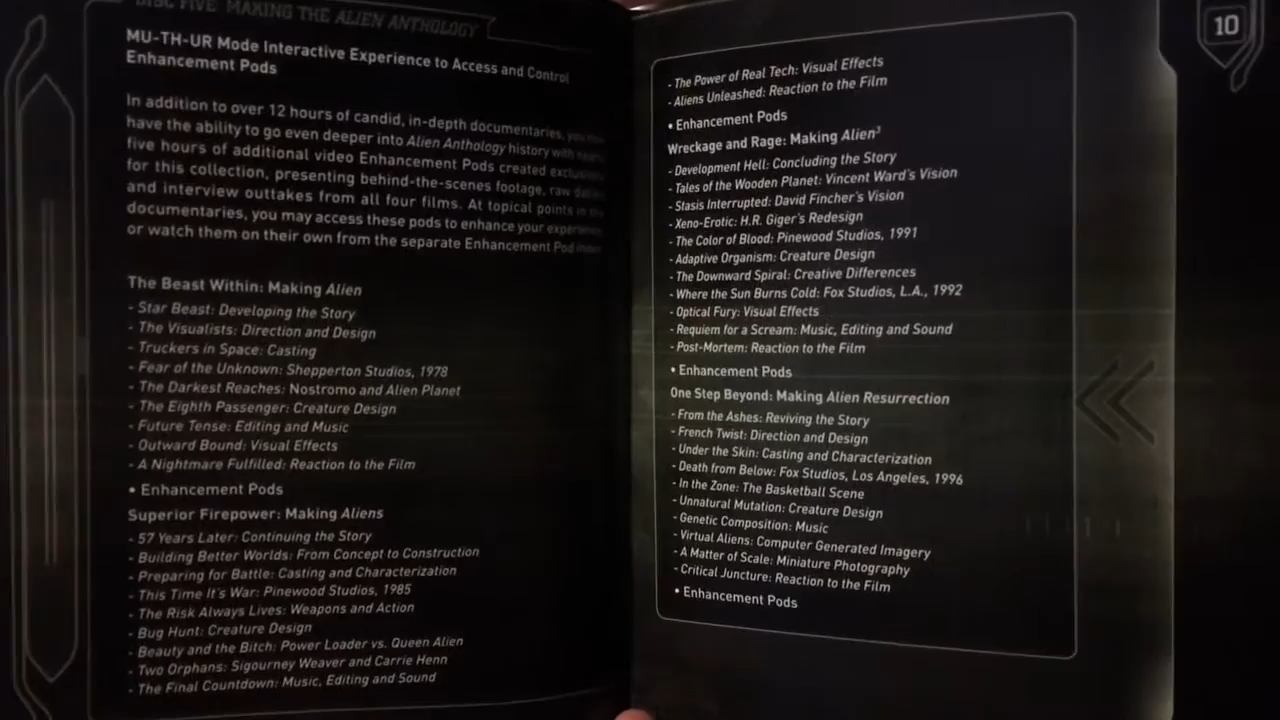 DISC FIVE MAKING THE ALIEN ANTHOLOGY
MU-TH-UR Mode Interactive Experience to Access and Control
Enhancement Pods
In addition to over 12 hours of candid, in-depth documentaries, you
have the ability to go even deeper into Alien Anthology history with
five hours of additional video Enhancement Pods created
for this collection, presenting behind-the-scenes footage, raw
and interview outtakes from all four films. At topical points in
documentaries, you may access these pods to enhance your
or watch them on their own from the separate Enhancement Pod
The Beast Within: Making Alien
- Star Beast: Developing the Story
- The Visualists: Direction and Design
- Truckers in Space: Casting
- Fear of the Unknown: Shepperton Studios, 1978
- The Darkest Reaches: Nostromo and Alien Planet
- The Eighth Passenger: Creature Design
- Future Tense: Editing and Music
- Outward Bound: Visual Effects
- A Nightmare Fulfilled: Reaction to the Film
• Enhancement Pods
Superior Firepower: Making Aliens
- 57 Years Later: Continuing the Story
- Building Better Worlds: From Concept to Construction
- Preparing for Battle: Casting and Characterization
- This Time It's War: Pinewood Studios, 1985
- The Risk Always Lives: Weapons and Action
- Bug Hunt: Creature Design
- Beauty and the Bitch: Power Loader vs. Queen Alien
- Two Orphans: Sigourney Weaver and Carrie Henn
- The Final Countdown: Music, Editing and Sound
10
- The Power of Real Tech: Visual Effects
- Aliens Unleashed: Reaction to the Film
• Enhancement Pods
Wreckage and Rage: Making Alien³
- Development Hell: Concluding the Story
- Tales of the Wooden Planet: Vincent Ward's Vision
- Stasis Interrupted: David Fincher's Vision
- Xeno-Erotic: H.R. Giger's Redesign
- The Color of Blood: Pinewood Studios, 1991
- Adaptive Organism: Creature Design
- The Downward Spiral: Creative Differences
- Where the Sun Burns Cold: Fox Studios, L.A., 1992
- Optical Fury: Visual Effects
- Requiem for a Scream: Music, Editing and Sound
- Post-Mortem: Reaction to the Film
• Enhancement Pods
One Step Beyond: Making Alien Resurrection
- From the Ashes: Reviving the Story
- French Twist: Direction and Design
- Under the Skin: Casting and Characterization
- Death from Below: Fox Studios, Los Angeles, 1996
- In the Zone: The Basketball Scene
- Unnatural Mutation: Creature Design
- Genetic Composition: Music
- Virtual Aliens: Computer Generated Imagery
- A Matter of Scale: Miniature Photography
- Critical Juncture: Reaction to the Film
• Enhancement Pods